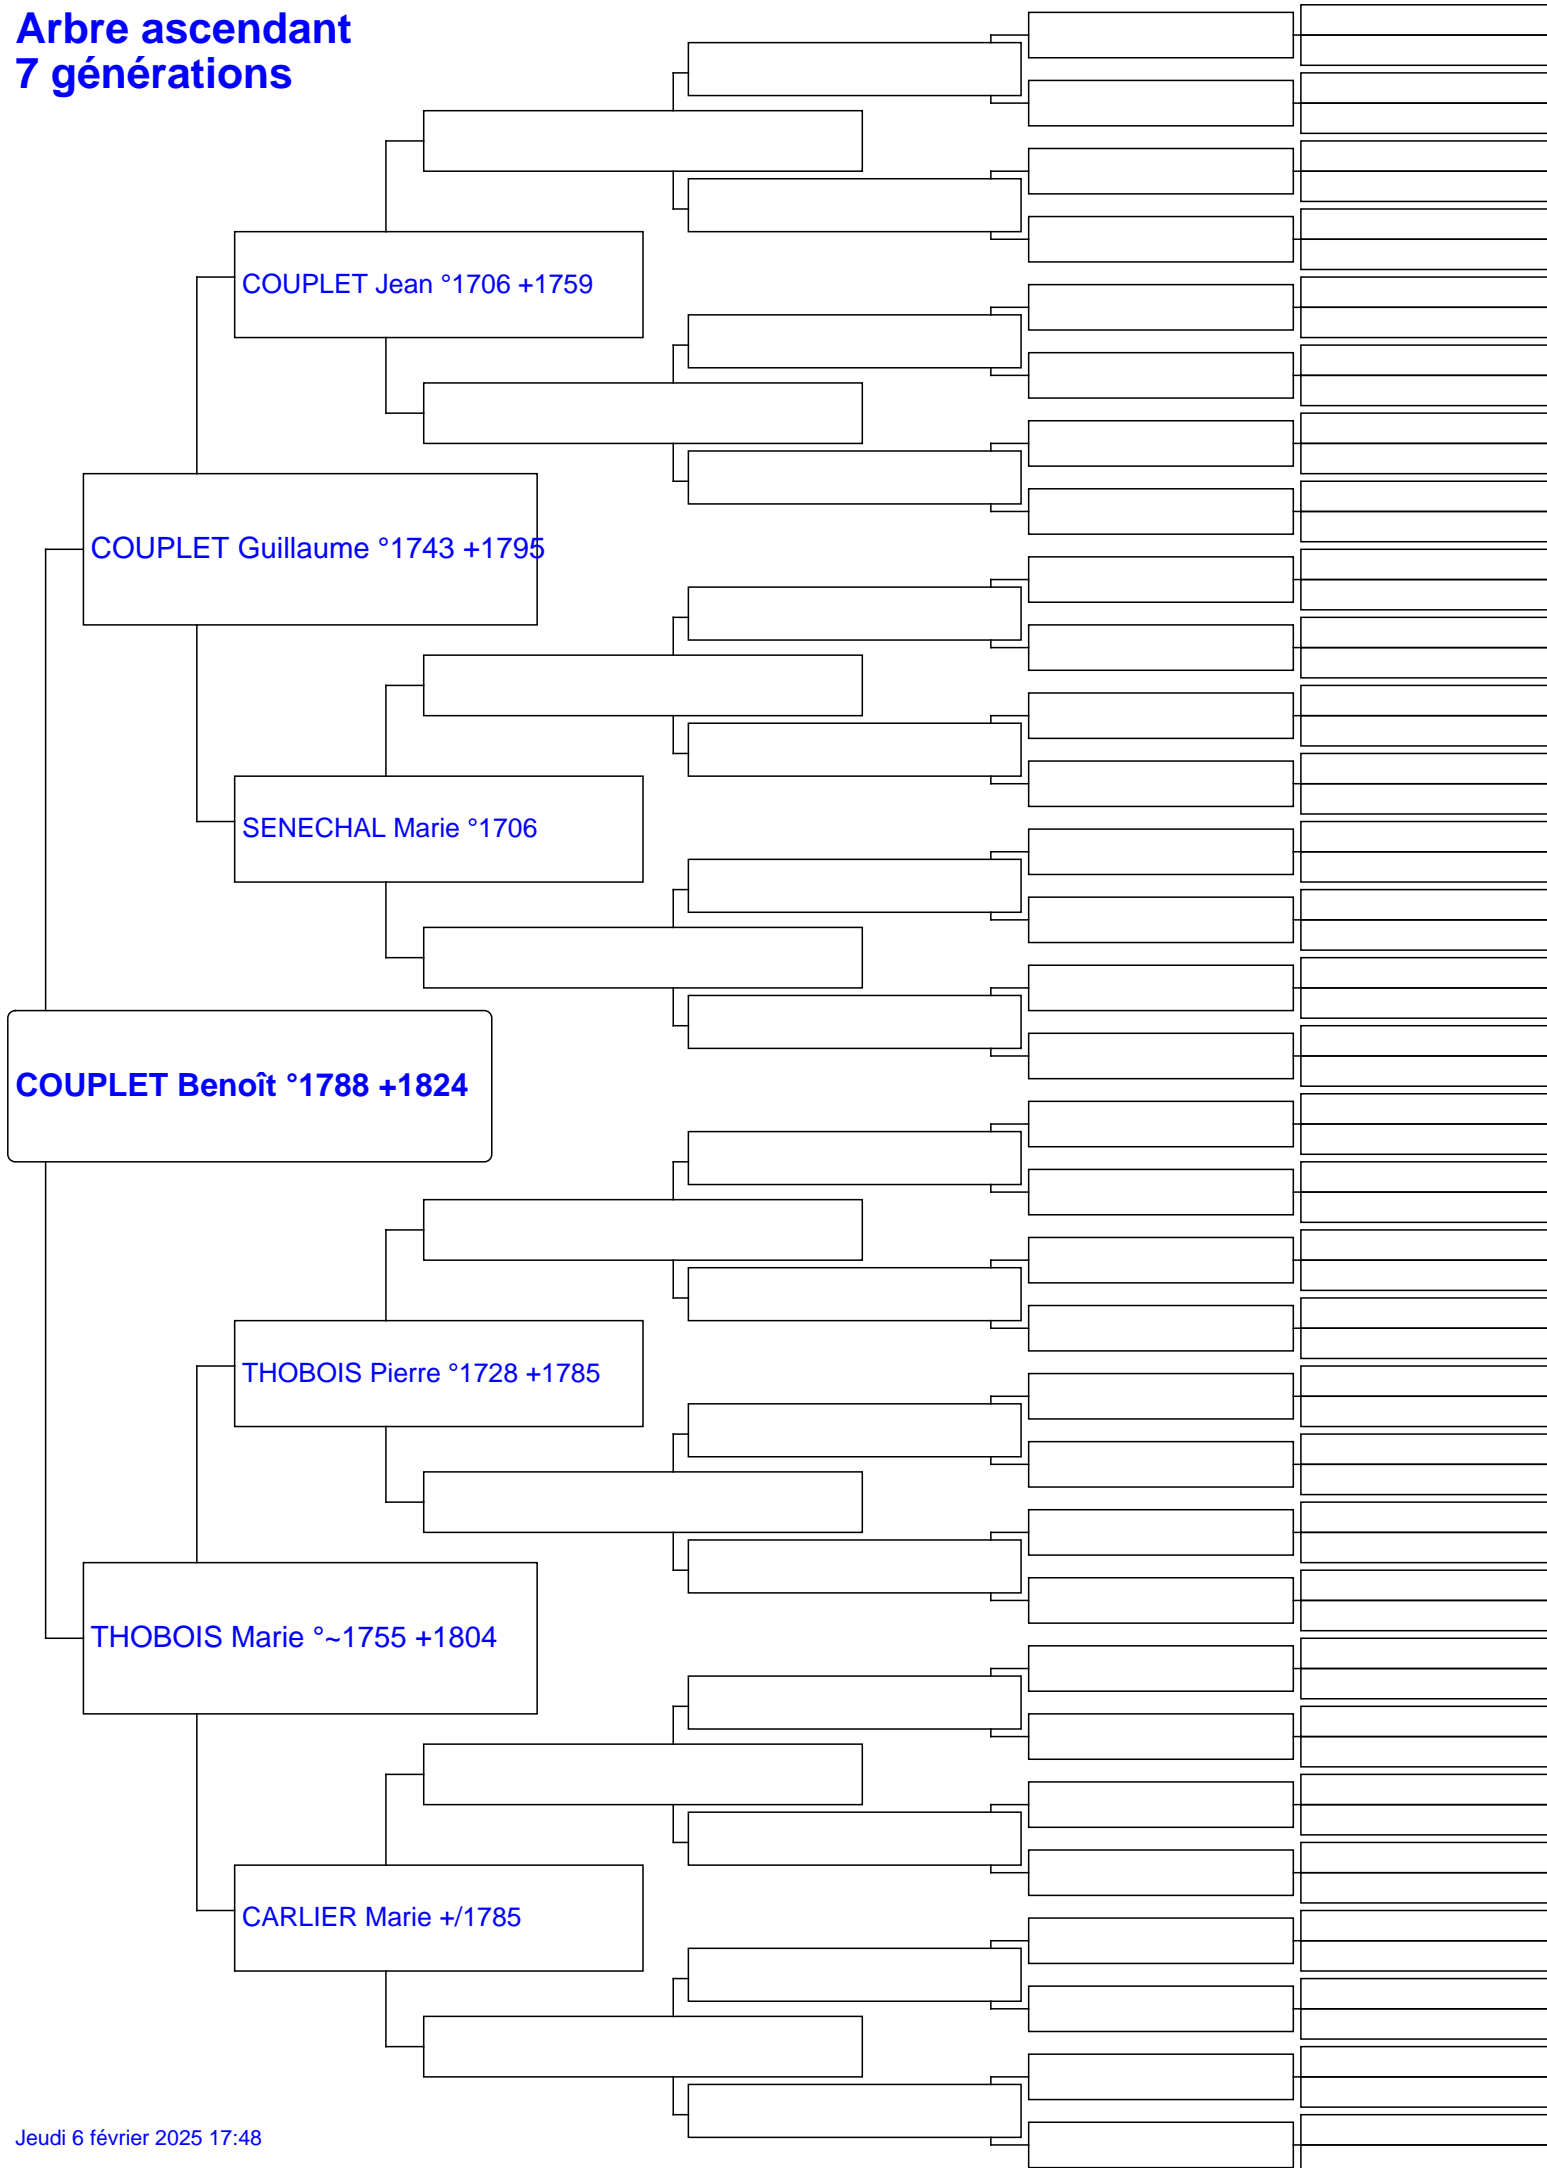 Arbre ascendant
7 générations
COUPLET Jean °1706 +1759
COUPLET Guillaume °1743 +1795
SENECHAL Marie °1706
COUPLET Benoît °1788 +1824
THOBOIS Pierre °1728 +1785
THOBOIS Marie °~1755 +1804
CARLIER Marie +/1785
Jeudi 6 février 2025 17:48